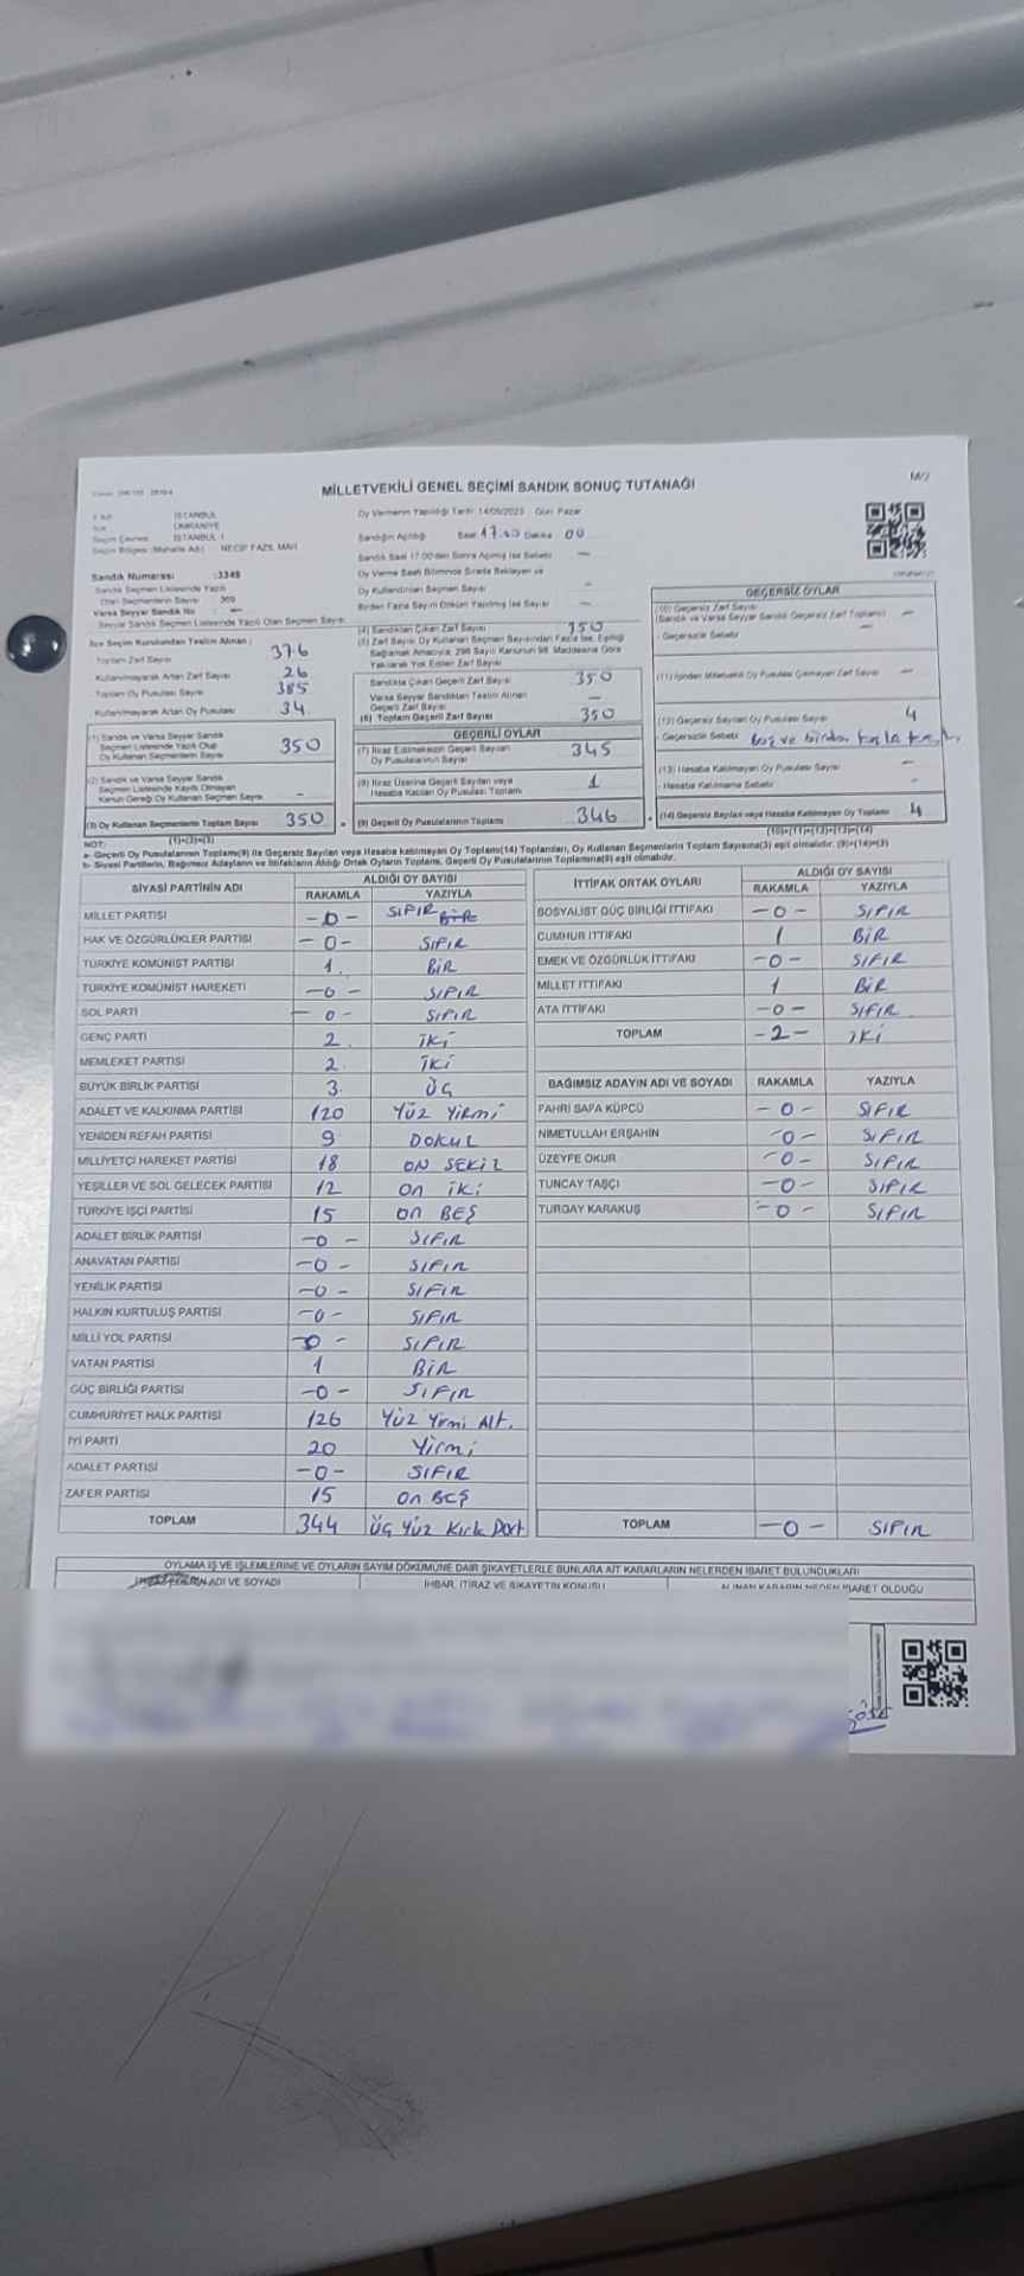 MİLLETVEKİLİ GENEL SEÇİMİ SANDIK SONUÇ TUTANAĞI
İSTANBUL
ÜMRANİYE
İSTANBUL 1
Seçim Bölgesi (Mahalle Adı) : NECİP FAZIL MAH
Sandık Numarası :3348
Sandık Seçmen Listesinde Yazılı
Olan Seçmenlerin Sayısı 369
Varsa Seyyar Sandık No : —
Seyyar Sandık Seçmen Listesinde Yazılı Olan Seçmen Sayısı
İlçe Seçim Kurulundan Teslim Alınan :
Toplam Zarf Sayısı 376
Kullanılmayarak Artan Zarf Sayısı 26
Toplam Oy Pusulası Sayısı 385
Kullanılmayarak Artan Oy Pusulası 34
(1) Sandık ve Varsa Seyyar Sandık
Seçmen Listesinde Yazılı Olup
Oy Kullanan Seçmenlerin Sayısı 350
(2) Sandık ve Varsa Seyyar Sandık
Seçmen Listesinde Kayıtlı Olmayan
Kanun Gereği Oy Kullanan Seçmen Sayısı -
(3) Oy Kullanan Seçmenlerin Toplam Sayısı 350
(1)+(2)=(3)
Oy Vermenin Yapıldığı Tarih: 14/05/2023 Gün: Pazar
Sandığın Açıldığı Saat 17:00 Dakika 00
Sandık Saat 17:00'den Sonra Açılmış İse Sebebi —
Oy Verme Saati Bitiminde Sırada Bekleyen ve
Oy Kullandırılan Seçmen Sayısı -
Birden Fazla Sayım Döküm Yapılmış İse Sayısı —
(4) Sandıktan Çıkan Zarf Sayısı 350
(5) Zarf Sayısı Oy Kullanan Seçmen Sayısından Fazla İse, Eşitliği
Sağlamak Amacıyla, 298 Sayılı Kanunun 98. Maddesine Göre
Yakılarak Yok Edilen Zarf Sayısı
Sandıkta Çıkan Geçerli Zarf Sayısı 350
Varsa Seyyar Sandıktan Teslim Alınan
Geçerli Zarf Sayısı —
(6) Toplam Geçerli Zarf Sayısı 350
GEÇERLİ OYLAR
(7) İtiraz Edilmeksizin Geçerli Sayılan
Oy Pusulalarının Sayısı 345
(8) İtiraz Üzerine Geçerli Sayılan veya
Hesaba Katılan Oy Pusulası Toplamı 1
(9) Geçerli Oy Pusulalarının Toplamı 346
GEÇERSİZ OYLAR
(10) Geçersiz Zarf Sayısı
(Sandık ve Varsa Seyyar Sandık Geçersiz Zarf Toplamı) —
- Geçersizlik Sebebi —
(11) İçinden Milletvekili Oy Pusulası Çıkmayan Zarf Sayısı —
(12) Geçersiz Sayılan Oy Pusulası Sayısı 4
- Geçersizlik Sebebi Boş ve birden fazla
(13) Hesaba Katılmayan Oy Pusulası Sayısı —
- Hesaba Katılmama Sebebi -
(14) Geçersiz Sayılan veya Hesaba Katılmayan Oy Toplamı 4
(10)+(11)+(12)+(13)=(14)
NOT:
a- Geçerli Oy Pusulalarının Toplamı(9) ile Geçersiz Sayılan veya Hesaba katılmayan Oy Toplamı(14) Toplamları, Oy Kullanan Seçmenlerin Toplam Sayısına(3) eşit olmalıdır. (9)+(14)=(3)
b- Siyasi Partilerin, Bağımsız Adayların ve İttifakların Aldığı Ortak Oyların Toplamı, Geçerli Oy Pusulalarının Toplamına(9) eşit olmalıdır.
SİYASİ PARTİNİN ADI ALDIĞI OY SAYISI
RAKAMLA YAZIYLA
MİLLET PARTİSİ -0- SIFIR BİR
HAK VE ÖZGÜRLÜKLER PARTİSİ -0- SIFIR
TÜRKİYE KOMÜNİST PARTİSİ 1 BİR
TÜRKİYE KOMÜNİST HAREKETİ -0- SIFIR
SOL PARTİ -0- SIFIR
GENÇ PARTİ 2 İKİ
MEMLEKET PARTİSİ 2 İKİ
BÜYÜK BİRLİK PARTİSİ 3 ÜÇ
ADALET VE KALKINMA PARTİSİ 120 YÜZ YİRMİ
YENİDEN REFAH PARTİSİ 9 DOKUZ
MİLLİYETÇİ HAREKET PARTİSİ 18 ON SEKİZ
YEŞİLLER VE SOL GELECEK PARTİSİ 12 On iki
TÜRKİYE İŞÇİ PARTİSİ 15 On BEŞ
ADALET BİRLİK PARTİSİ -0- SIFIR
ANAVATAN PARTİSİ -0- SIFIR
YENİLİK PARTİSİ -0- SIFIR
HALKIN KURTULUŞ PARTİSİ -0- SIFIR
MİLLİ YOL PARTİSİ -0- SIFIR
VATAN PARTİSİ 1 BİR
GÜÇ BİRLİĞİ PARTİSİ -0- SIFIR
CUMHURİYET HALK PARTİSİ 126 Yüz Yirmi Alt.
İYİ PARTİ 20 Yirmi
ADALET PARTİSİ -0- SIFIR
ZAFER PARTİSİ 15 On BEŞ
TOPLAM 344 Üç Yüz Kırk Dört
İTTİFAK ORTAK OYLARI ALDIĞI OY SAYISI
RAKAMLA YAZIYLA
SOSYALİST GÜÇ BİRLİĞİ İTTİFAKI -0- SIFIR
CUMHUR İTTİFAKI 1 BİR
EMEK VE ÖZGÜRLÜK İTTİFAKI -0- SIFIR
MİLLET İTTİFAKI 1 BİR
ATA İTTİFAKI -0- SIFIR
TOPLAM -2- iki
BAĞIMSIZ ADAYIN ADI VE SOYADI RAKAMLA YAZIYLA
FAHRİ SAFA KÜPCÜ -0- SIFIR
NİMETULLAH ERŞAHİN -0- SIFIR
ÜZEYFE OKUR -0- SIFIR
TUNCAY TAŞÇI -0- SIFIR
TURGAY KARAKUŞ -0- SIFIR
TOPLAM -0- SIFIR
OYLAMA İŞ VE İŞLEMLERİNE VE OYLARIN SAYIM DÖKÜMÜNE DAİR ŞİKAYETLERLE BUNLARA AİT KARARLARIN NELERDEN İBARET BULUNDUKLARI
ADI VE SOYADI İHBAR, İTİRAZ VE ŞİKAYETİN KONUSU ALINAN KARARIN NEDEN İBARET OLDUĞU